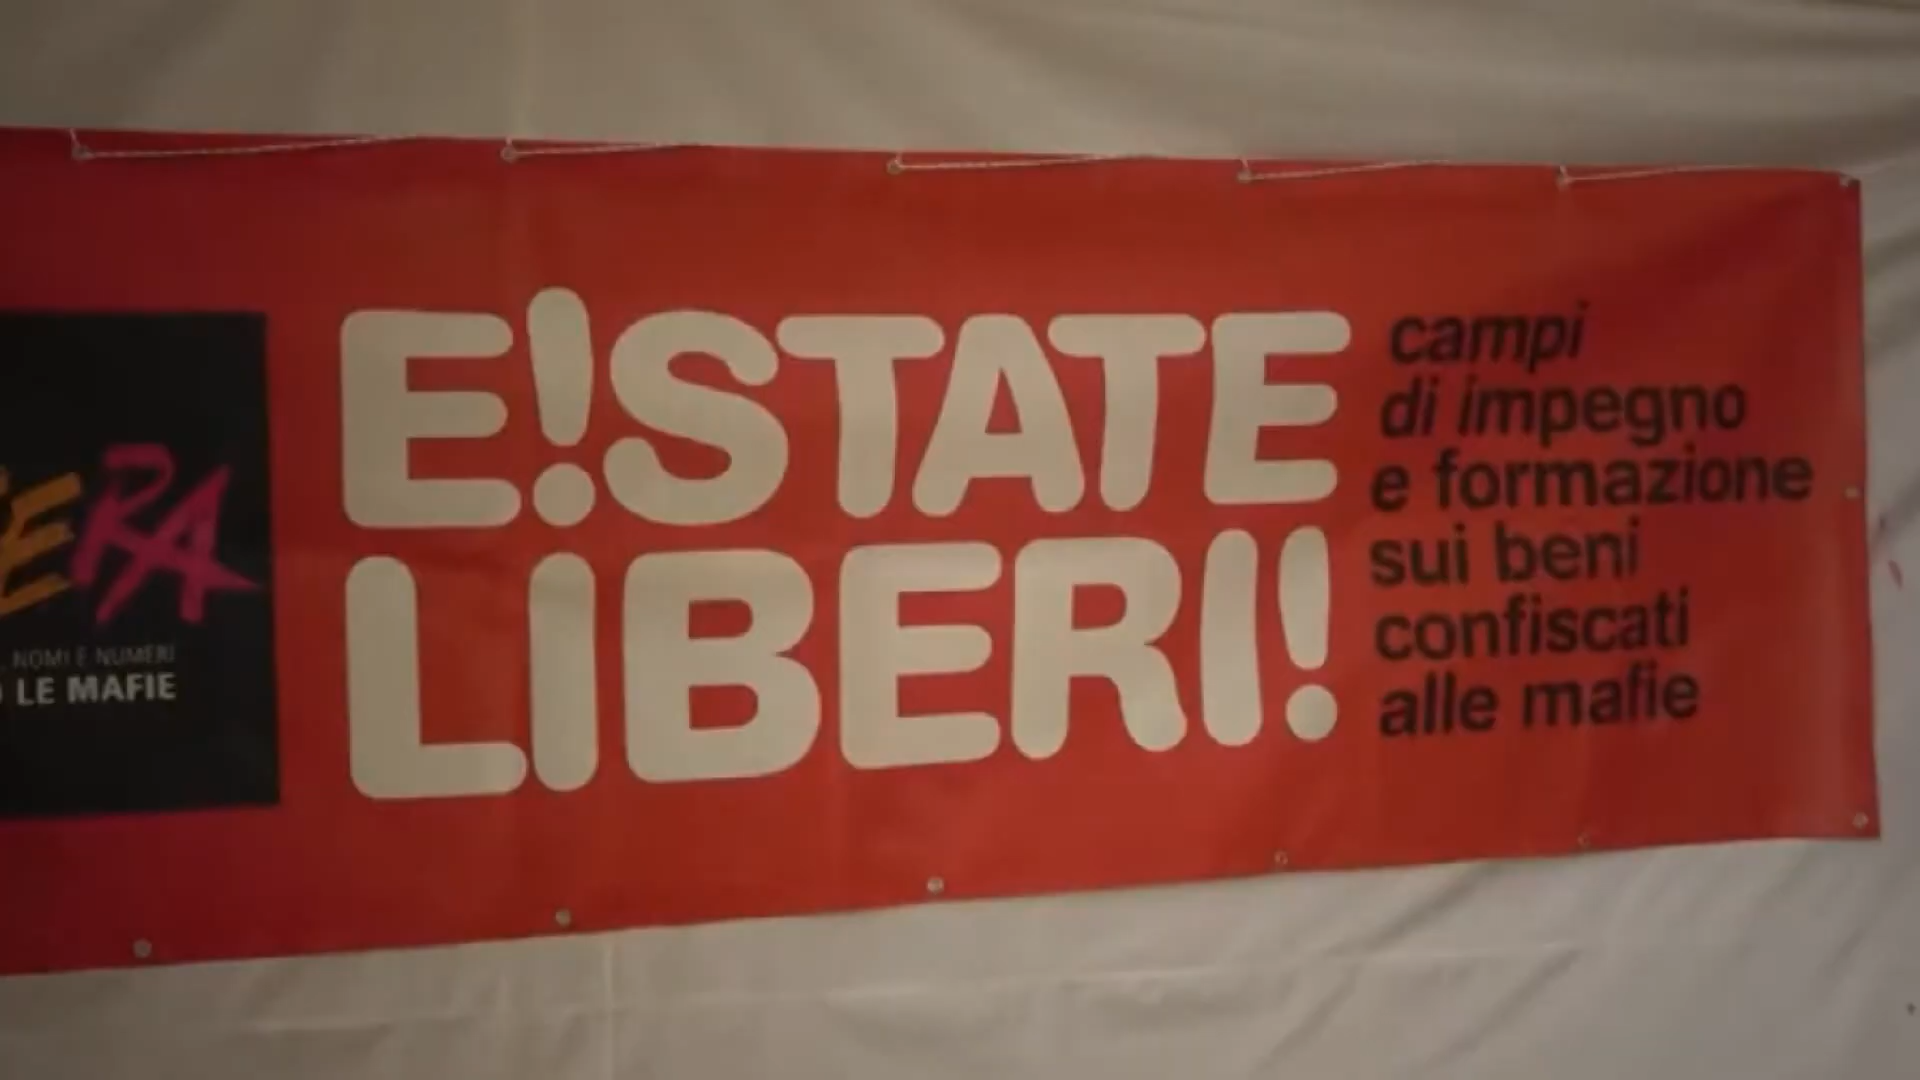 ERA
NOMI E NUMERI
LE MAFIE
E!STATE
LIBERI!
campi
di impegno
e formazione
sui beni
confiscati
alle mafie